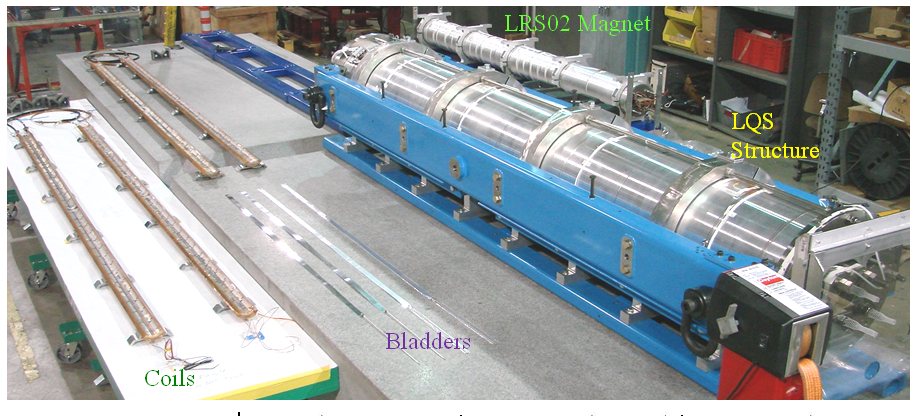 LRS02 Magnet
LQS
Structure
Bladders
Coils